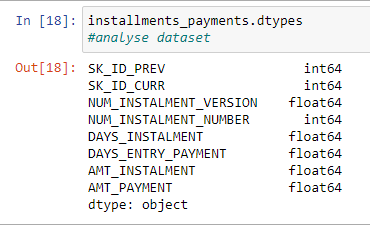 In [18]: installments_payments.dtypes
#analyse dataset
Out[18]: SK_ID_PREV int64
SK_ID_CURR int64
NUM_INSTALMENT_VERSION float64
NUM_INSTALMENT_NUMBER int64
DAYS_INSTALMENT float64
DAYS_ENTRY_PAYMENT float64
AMT_INSTALMENT float64
AMT_PAYMENT float64
dtype: object